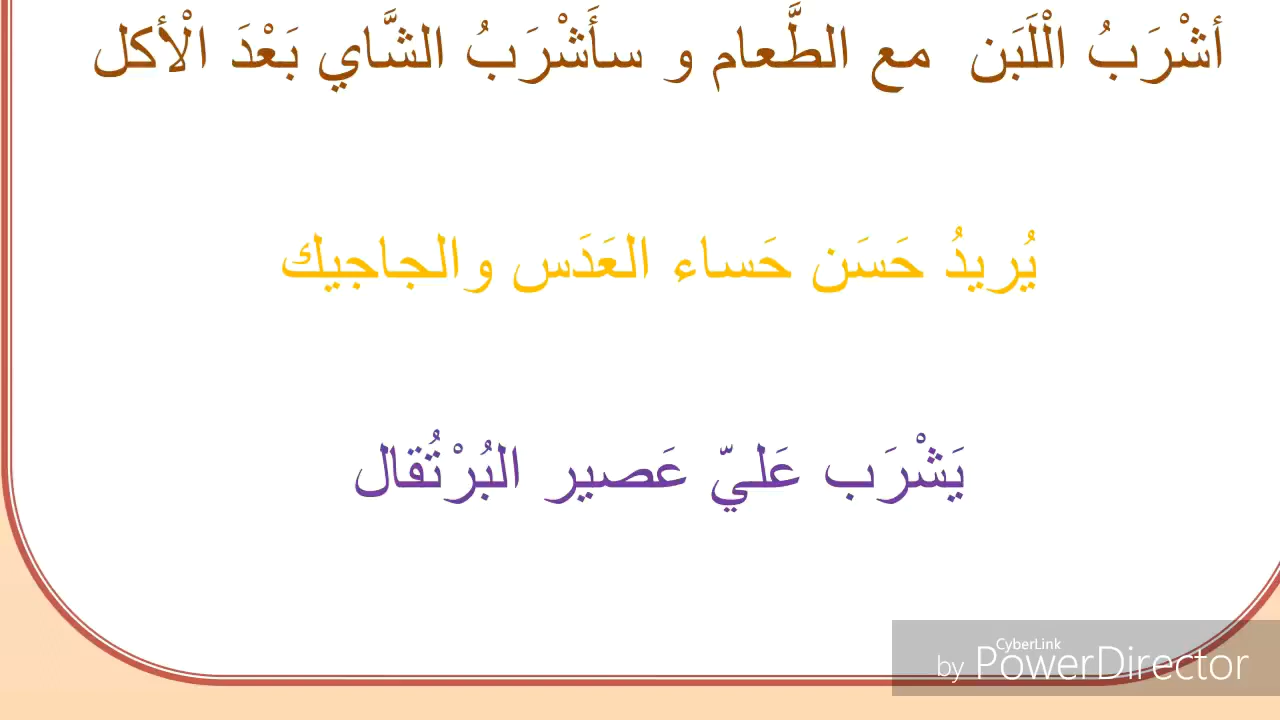 أشْرَبُ الْلَبَن مع الطَّعام و سأَشْرَبُ الشَّاي بَعْدَ الْأكل
يُريدُ حَسَن حَساء العَدَس والجاجيك
يَشْرَب عَليّ عَصير البُرْتُقال
CyberLink
by PowerDirector